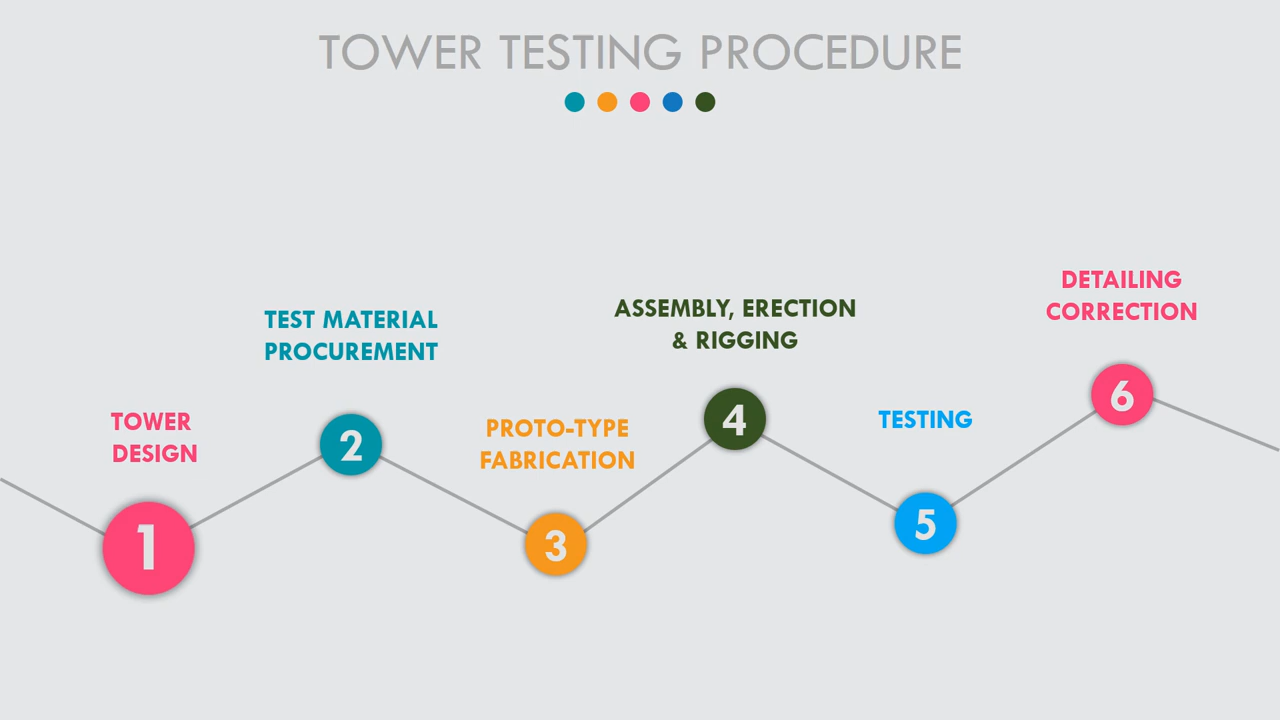 TOWER TESTING PROCEDURE
TOWER
DESIGN
1
TEST MATERIAL
PROCUREMENT
2
PROTO-TYPE
FABRICATION
3
ASSEMBLY, ERECTION
& RIGGING
4
TESTING
5
DETAILING
CORRECTION
6